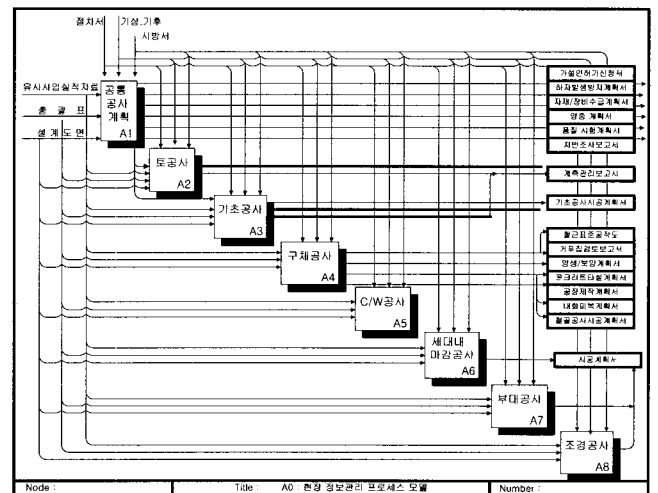 절차서
기상,기후
시방서
유사사업실적자료
총괄표
설계도면
공통
공사
계획
A1
토공사
A2
기초공사
A3
구체공사
A4
C/W공사
A5
세대내
마감공사
A6
부대공사
A7
조경공사
A8
가설인허가신청서
하자발생방지계획서
자재/장비수급계획서
양중 계획서
품질 시험계획서
지반조사보고서
계측관리보고서
기초공사시공계획서
철근표준공작도
거푸집검토보고서
양생/보양계획서
콘크리트타설계획서
공장제작계획서
내화피복계획서
철골공사시공계획서
시공계획서
Node :
Title : A0 : 현장 정보관리 프로세스 모델
Number :